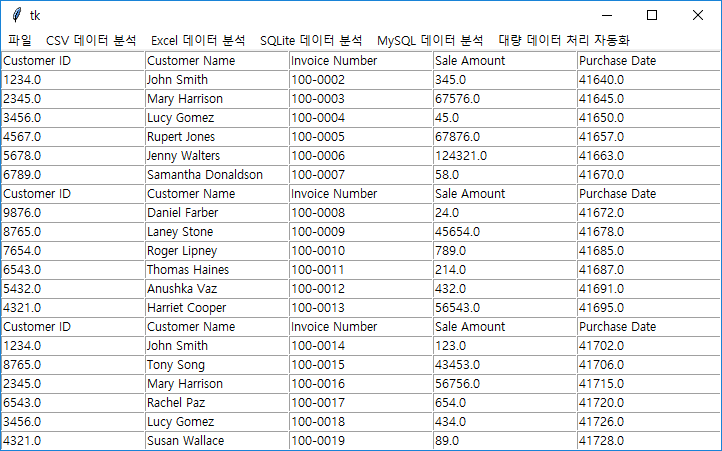 tk
파일 CSV 데이터 분석 Excel 데이터 분석 SQLite 데이터 분석 MySQL 데이터 분석 대량 데이터 처리 자동화
Customer ID Customer Name Invoice Number Sale Amount Purchase Date
1234.0 John Smith 100-0002 345.0 41640.0
2345.0 Mary Harrison 100-0003 67576.0 41645.0
3456.0 Lucy Gomez 100-0004 45.0 41650.0
4567.0 Rupert Jones 100-0005 67876.0 41657.0
5678.0 Jenny Walters 100-0006 124321.0 41663.0
6789.0 Samantha Donaldson 100-0007 58.0 41670.0
Customer ID Customer Name Invoice Number Sale Amount Purchase Date
9876.0 Daniel Farber 100-0008 24.0 41672.0
8765.0 Laney Stone 100-0009 45654.0 41678.0
7654.0 Roger Lipney 100-0010 789.0 41685.0
6543.0 Thomas Haines 100-0011 214.0 41687.0
5432.0 Anushka Vaz 100-0012 432.0 41691.0
4321.0 Harriet Cooper 100-0013 56543.0 41695.0
Customer ID Customer Name Invoice Number Sale Amount Purchase Date
1234.0 John Smith 100-0014 123.0 41702.0
8765.0 Tony Song 100-0015 43453.0 41706.0
2345.0 Mary Harrison 100-0016 56756.0 41715.0
6543.0 Rachel Paz 100-0017 654.0 41720.0
3456.0 Lucy Gomez 100-0018 434.0 41726.0
4321.0 Susan Wallace 100-0019 89.0 41728.0